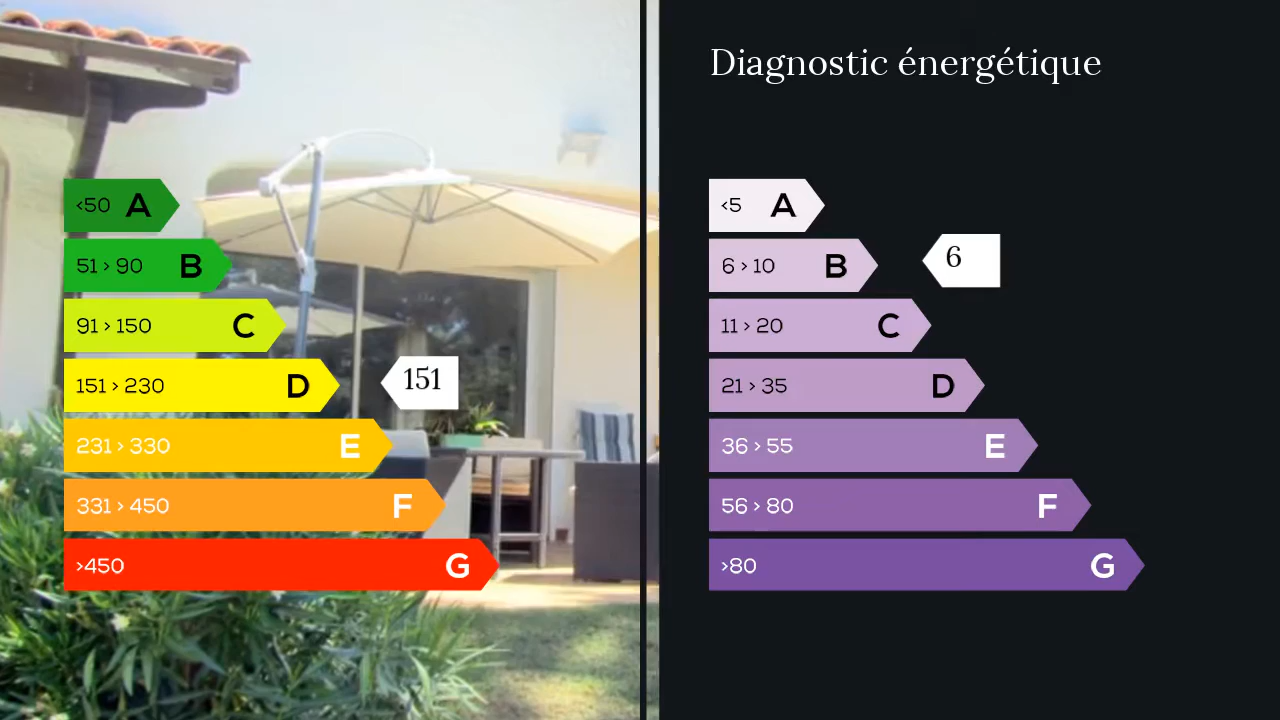 Diagnostic énergétique
<50 A
51 > 90 B
91 > 150 C
151 > 230 D
151
231 > 330 E
331 > 450 F
>450 G
<5 A
6 > 10 B
6
11 > 20 C
21 > 35 D
36 > 55 E
56 > 80 F
>80 G